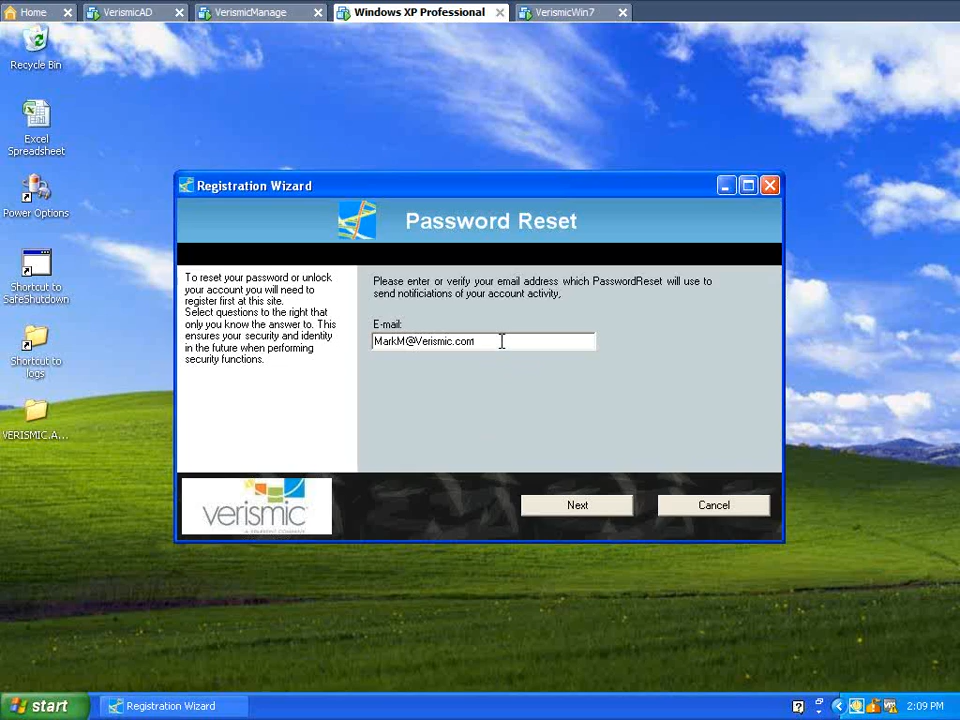 Home
VerismicAD
VerismicManage
Windows XP Professional
VerismicWin7
Recycle Bin
Excel
Spreadsheet
Power Options
Shortcut to
SafeShutdown
Shortcut to
logs
VERISMIC.A...
Registration Wizard
Password Reset
To reset your password or unlock
your account you will need to
register first at this site.
Select questions to the right that
only you know the answer to. This
ensures your security and identity
in the future when performing
security functions.
Please enter or verify your email address which PasswordReset will use to
send notificiations of your account activity,
E-mail:
MarkM@Verismic.com
verismic
Next
Cancel
start
Registration Wizard
2:09 PM